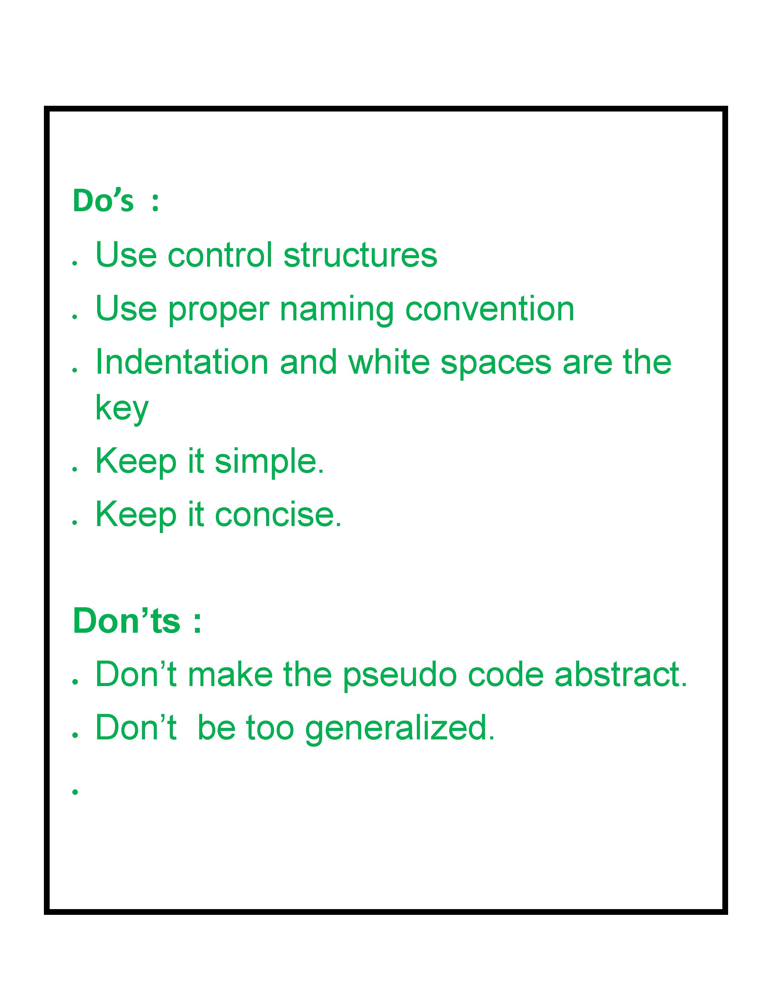 Do’s  :
. Use control structures
. Use proper naming convention
. Indentation and white spaces are the
key
. Keep it simple.
. Keep it concise.
Don’ts :
. Don’t make the pseudo code abstract.
. Don’t  be too generalized.
.